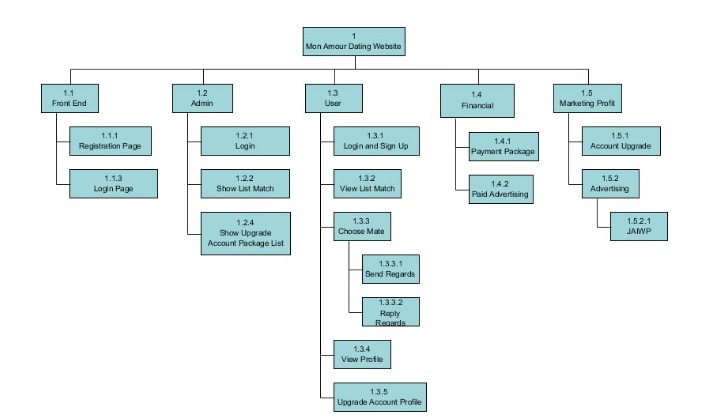 1
Mon Amour Dating Website
1.1
Front End
1.1.1
Registration Page
1.1.3
Login Page
1.2
Admin
1.2.1
Login
1.2.2
Show List Match
1.2.4
Show Upgrade
Account Package List
1.3
User
1.3.1
Login and Sign Up
1.3.2
View List Match
1.3.3
Choose Mate
1.3.3.1
Send Regards
1.3.3.2
Reply
Regards
1.3.4
View Profile
1.3.5
Upgrade Account Profile
1.4
Financial
1.4.1
Payment Package
1.4.2
Paid Advertising
1.5
Marketing Profit
1.5.1
Account Upgrade
1.5.2
Advertising
1.5.2.1
JAIWP